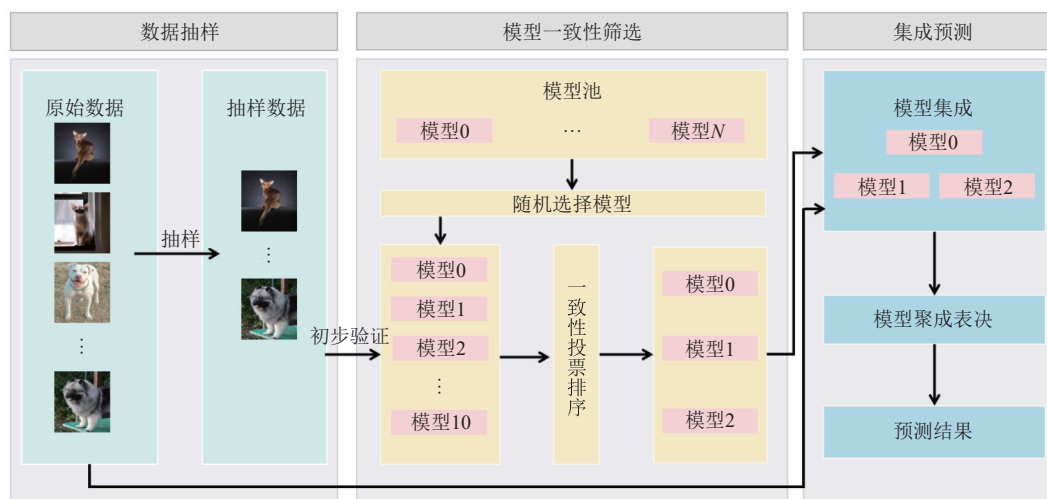 数据抽样
模型一致性筛选
集成预测
原始数据
抽样数据
⋮
抽样
⋮
初步验证
模型池
模型0
…
模型N
随机选择模型
模型0
模型1
模型2
⋮
模型10
一致性投票排序
模型0
模型1
模型2
模型集成
模型0
模型1
模型2
模型聚成表决
预测结果